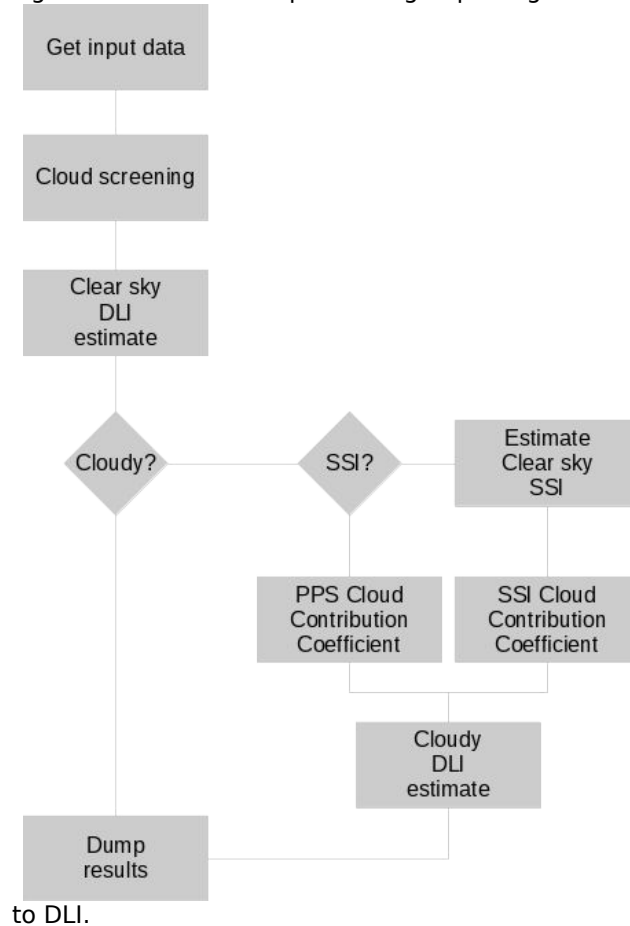 Get input data
Cloud screening
Clear sky
DLI
estimate
Cloudy?
SSI?
Estimate
Clear sky
SSI
PPS Cloud
Contribution
Coefficient
SSI Cloud
Contribution
Coefficient
Cloudy
DLI
estimate
Dump
results
to DLI.